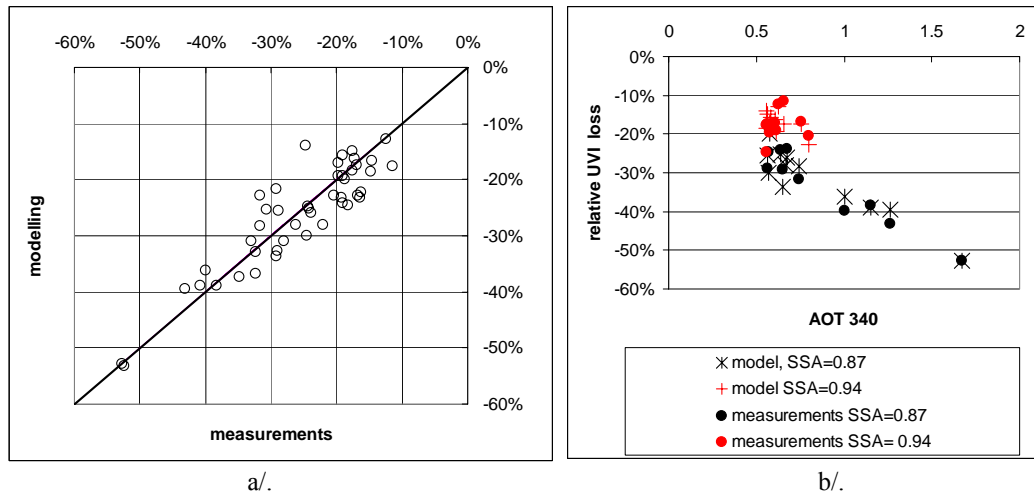 -60% -50% -40% -30% -20% -10% 0%
0%
-10%
-20%
-30%
-40%
-50%
-60%
modelling
measurements
a/.
0 0.5 1 1.5 2
0%
-10%
-20%
-30%
-40%
-50%
-60%
relative UVI loss
AOT 340
model, SSA=0.87
model SSA=0.94
measurements SSA=0.87
measurements SSA= 0.94
b/.